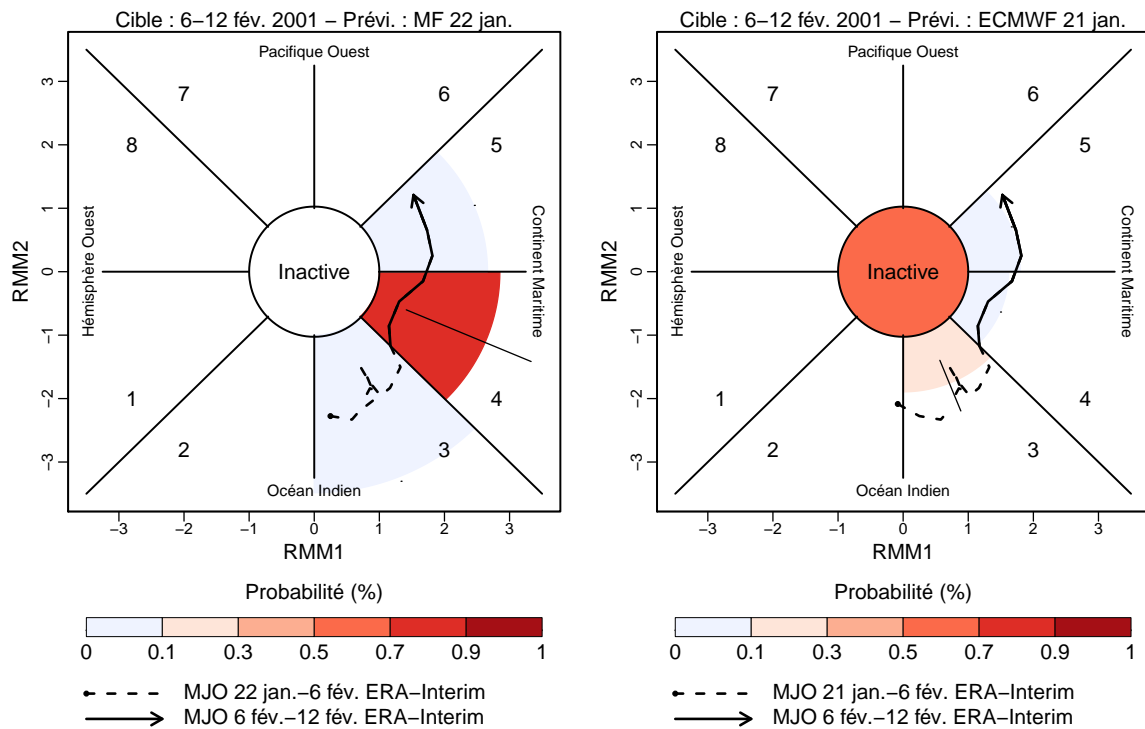 Cible : 6–12 fév. 2001 – Prévi. : MF 22 jan.
Pacifique Ouest
7
6
8
5
Inactive
Hémisphère Ouest
Continent Maritime
1
4
2
3
Océan Indien
RMM2
3
2
1
0
−1
−2
−3
−3 −2 −1 0 1 2 3
RMM1
Probabilité (%)
0 0.1 0.3 0.5 0.7 0.9 1
MJO 22 jan.–6 fév. ERA–Interim
MJO 6 fév.–12 fév. ERA–Interim
Cible : 6–12 fév. 2001 – Prévi. : ECMWF 21 jan.
Pacifique Ouest
7
6
8
5
Inactive
Hémisphère Ouest
Continent Maritime
1
4
2
3
Océan Indien
RMM2
3
2
1
0
−1
−2
−3
−3 −2 −1 0 1 2 3
RMM1
Probabilité (%)
0 0.1 0.3 0.5 0.7 0.9 1
MJO 21 jan.–6 fév. ERA–Interim
MJO 6 fév.–12 fév. ERA–Interim